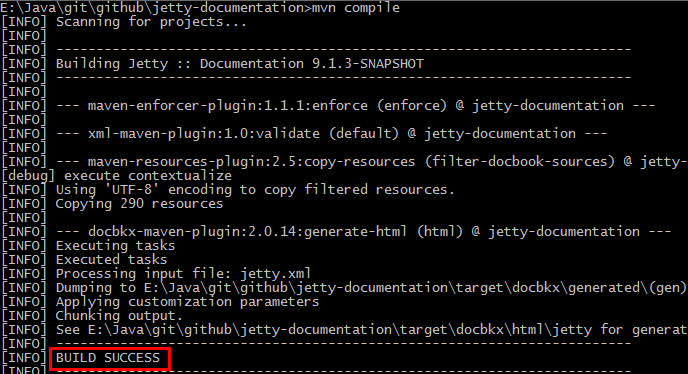 E:\Java\git\github\jetty-documentation>mvn compile
[INFO] Scanning for projects...
[INFO]
[INFO] ------------------------------------------------------------------------
[INFO] Building Jetty :: Documentation 9.1.3-SNAPSHOT
[INFO] ------------------------------------------------------------------------
[INFO]
[INFO] --- maven-enforcer-plugin:1.1.1:enforce (enforce) @ jetty-documentation ---
[INFO]
[INFO] --- xml-maven-plugin:1.0:validate (default) @ jetty-documentation ---
[INFO]
[INFO] --- maven-resources-plugin:2.5:copy-resources (filter-docbook-sources) @ jetty-
[debug] execute contextualize
[INFO] Using 'UTF-8' encoding to copy filtered resources.
[INFO] Copying 290 resources
[INFO]
[INFO] --- docbkx-maven-plugin:2.0.14:generate-html (html) @ jetty-documentation ---
[INFO] Executing tasks
[INFO] Executed tasks
[INFO] Processing input file: jetty.xml
[INFO] Dumping to E:\Java\git\github\jetty-documentation\target\docbkx\generated\(gen)
[INFO] Applying customization parameters
[INFO] Chunking output.
[INFO] See E:\Java\git\github\jetty-documentation\target\docbkx\html\jetty for generat
[INFO] ------------------------------------------------------------------------
[INFO] BUILD SUCCESS
[INFO] ------------------------------------------------------------------------